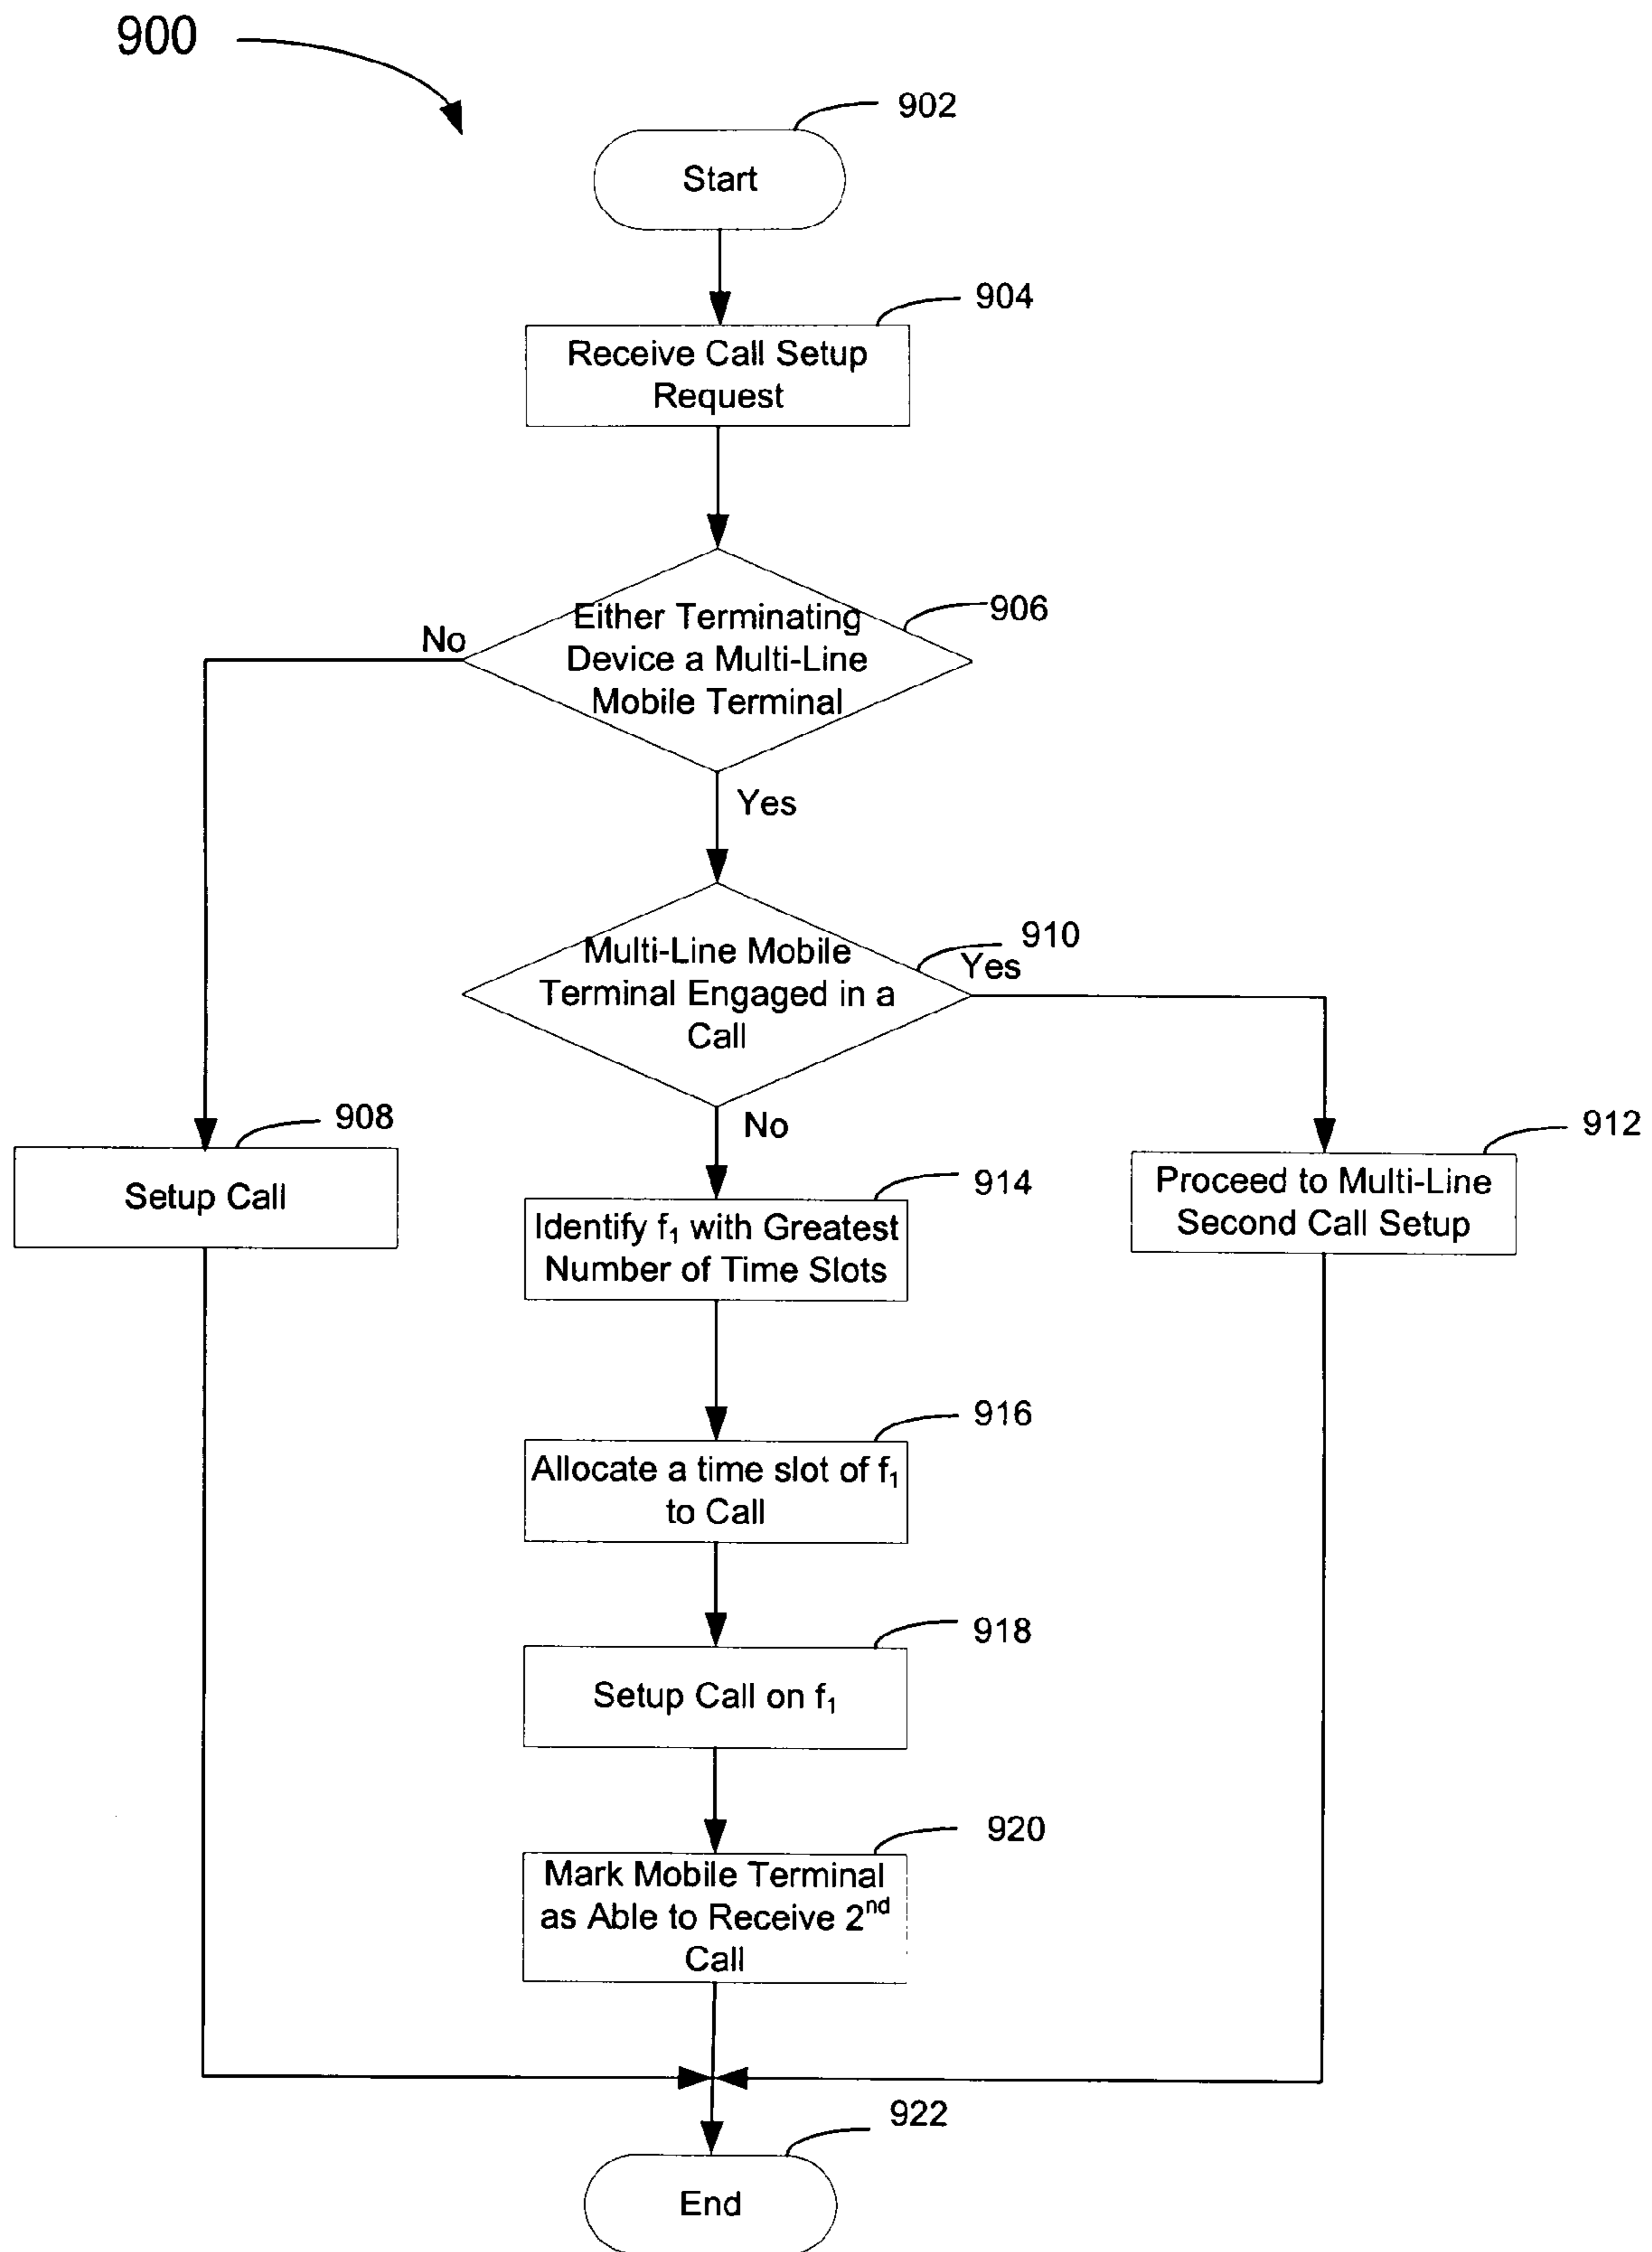 900
902
Start
904
Receive Call Setup
Request
906
Either Terminating
Device a Multi-Line
Mobile Terminal
No
Yes
910
Multi-Line Mobile
Terminal Engaged in a
Call
Yes
No
908
Setup Call
912
Proceed to Multi-Line
Second Call Setup
914
Identify f₁ with Greatest
Number of Time Slots
916
Allocate a time slot of f₁
to Call
918
Setup Call on f₁
920
Mark Mobile Terminal
as Able to Receive 2ⁿᵈ
Call
922
End